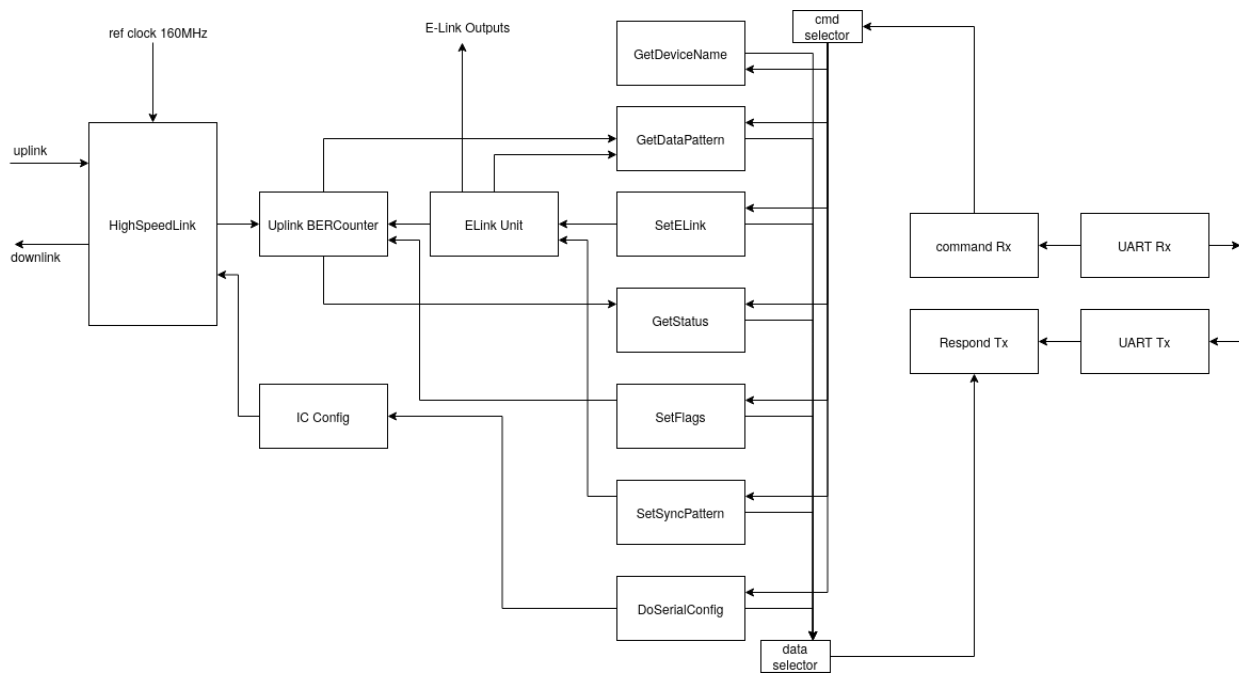 ref clock 160MHz
E-Link Outputs
cmd
selector
GetDeviceName
GetDataPattern
uplink
HighSpeedLink
downlink
Uplink BERCounter
ELink Unit
SetELink
command Rx
UART Rx
GetStatus
Respond Tx
UART Tx
IC Config
SetFlags
SetSyncPattern
DoSerialConfig
data
selector